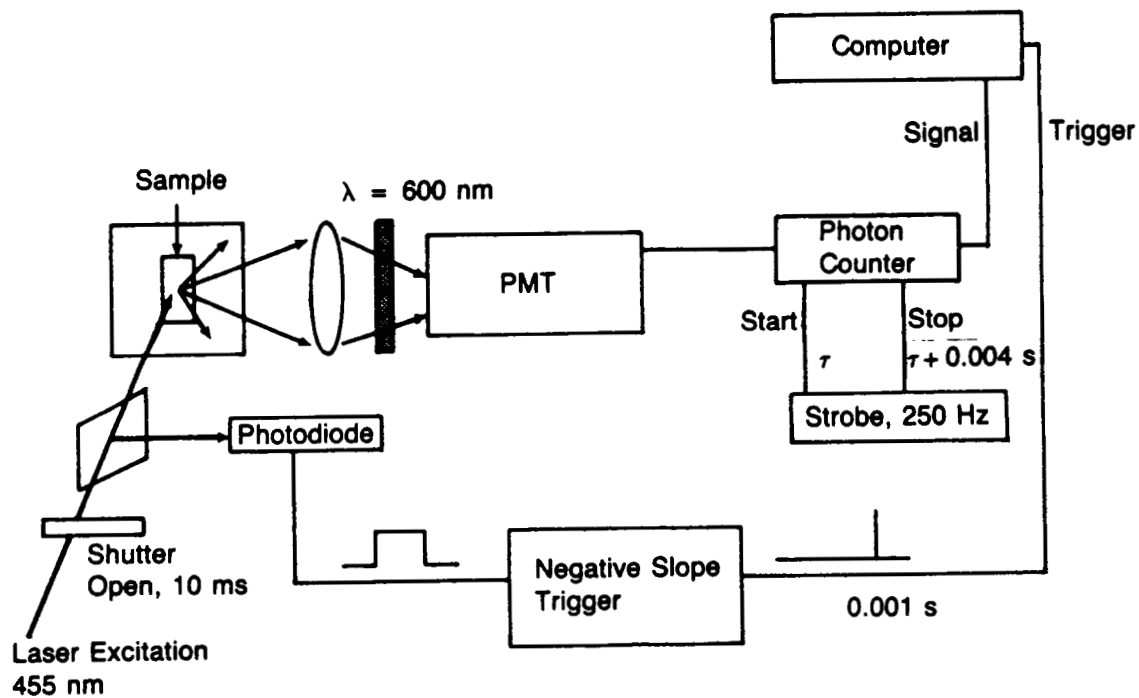 Computer
Signal
Trigger
Sample
λ = 600 nm
PMT
Photon
Counter
Start
Stop
τ
τ + 0.004 s
Strobe, 250 Hz
Photodiode
Shutter
Open, 10 ms
Negative Slope
Trigger
0.001 s
Laser Excitation
455 nm